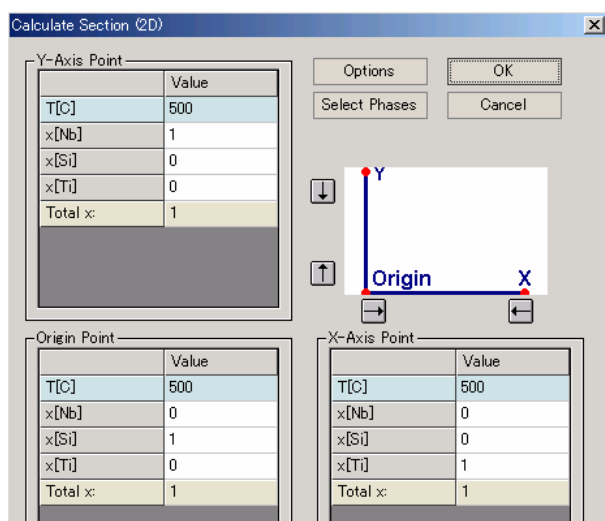 Calculate Section (2D)
Y-Axis Point
Value
T[C] 500
x[Nb] 1
x[Si] 0
x[Ti] 0
Total x: 1
Options OK
Select Phases Cancel
Y
Origin X
Origin Point
Value
T[C] 500
x[Nb] 0
x[Si] 1
x[Ti] 0
Total x: 1
X-Axis Point
Value
T[C] 500
x[Nb] 0
x[Si] 0
x[Ti] 1
Total x: 1